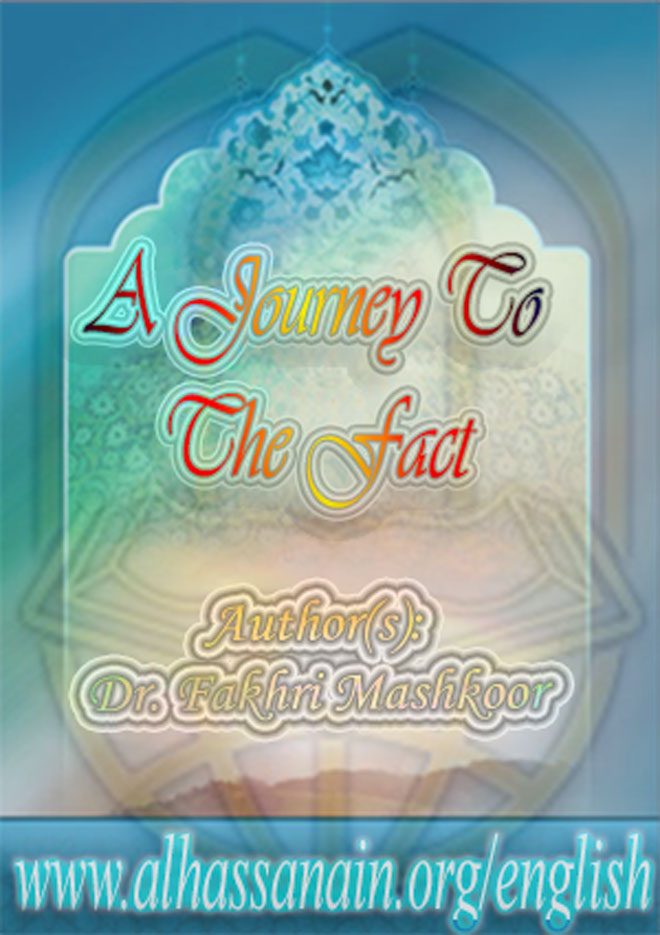 A Journey To
The Fact
Author(s):
Dr. Fakhri Mashkoor
www.alhassanain.org/english